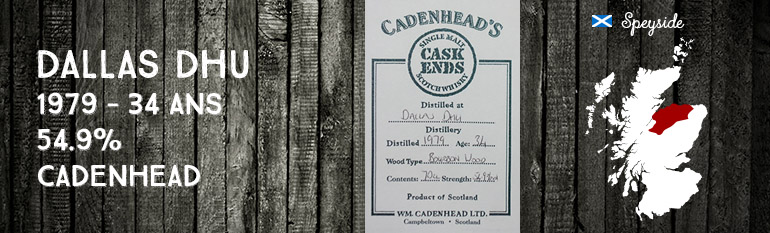 DALLAS DHU
1979 - 34 ANS
54.9%
CADENHEAD
CADENHEAD'S
SINGLE MALT
CASK
ENDS
SCOTCH WHISKY
Distilled at
Dallas Dhu
Distillery
Distilled 1979 Age: 34
Wood Type Bourbon Wood
Contents: 70cl Strength:
Product of Scotland
WM. CADENHEAD LTD.
Campbeltown • Scotland
Speyside